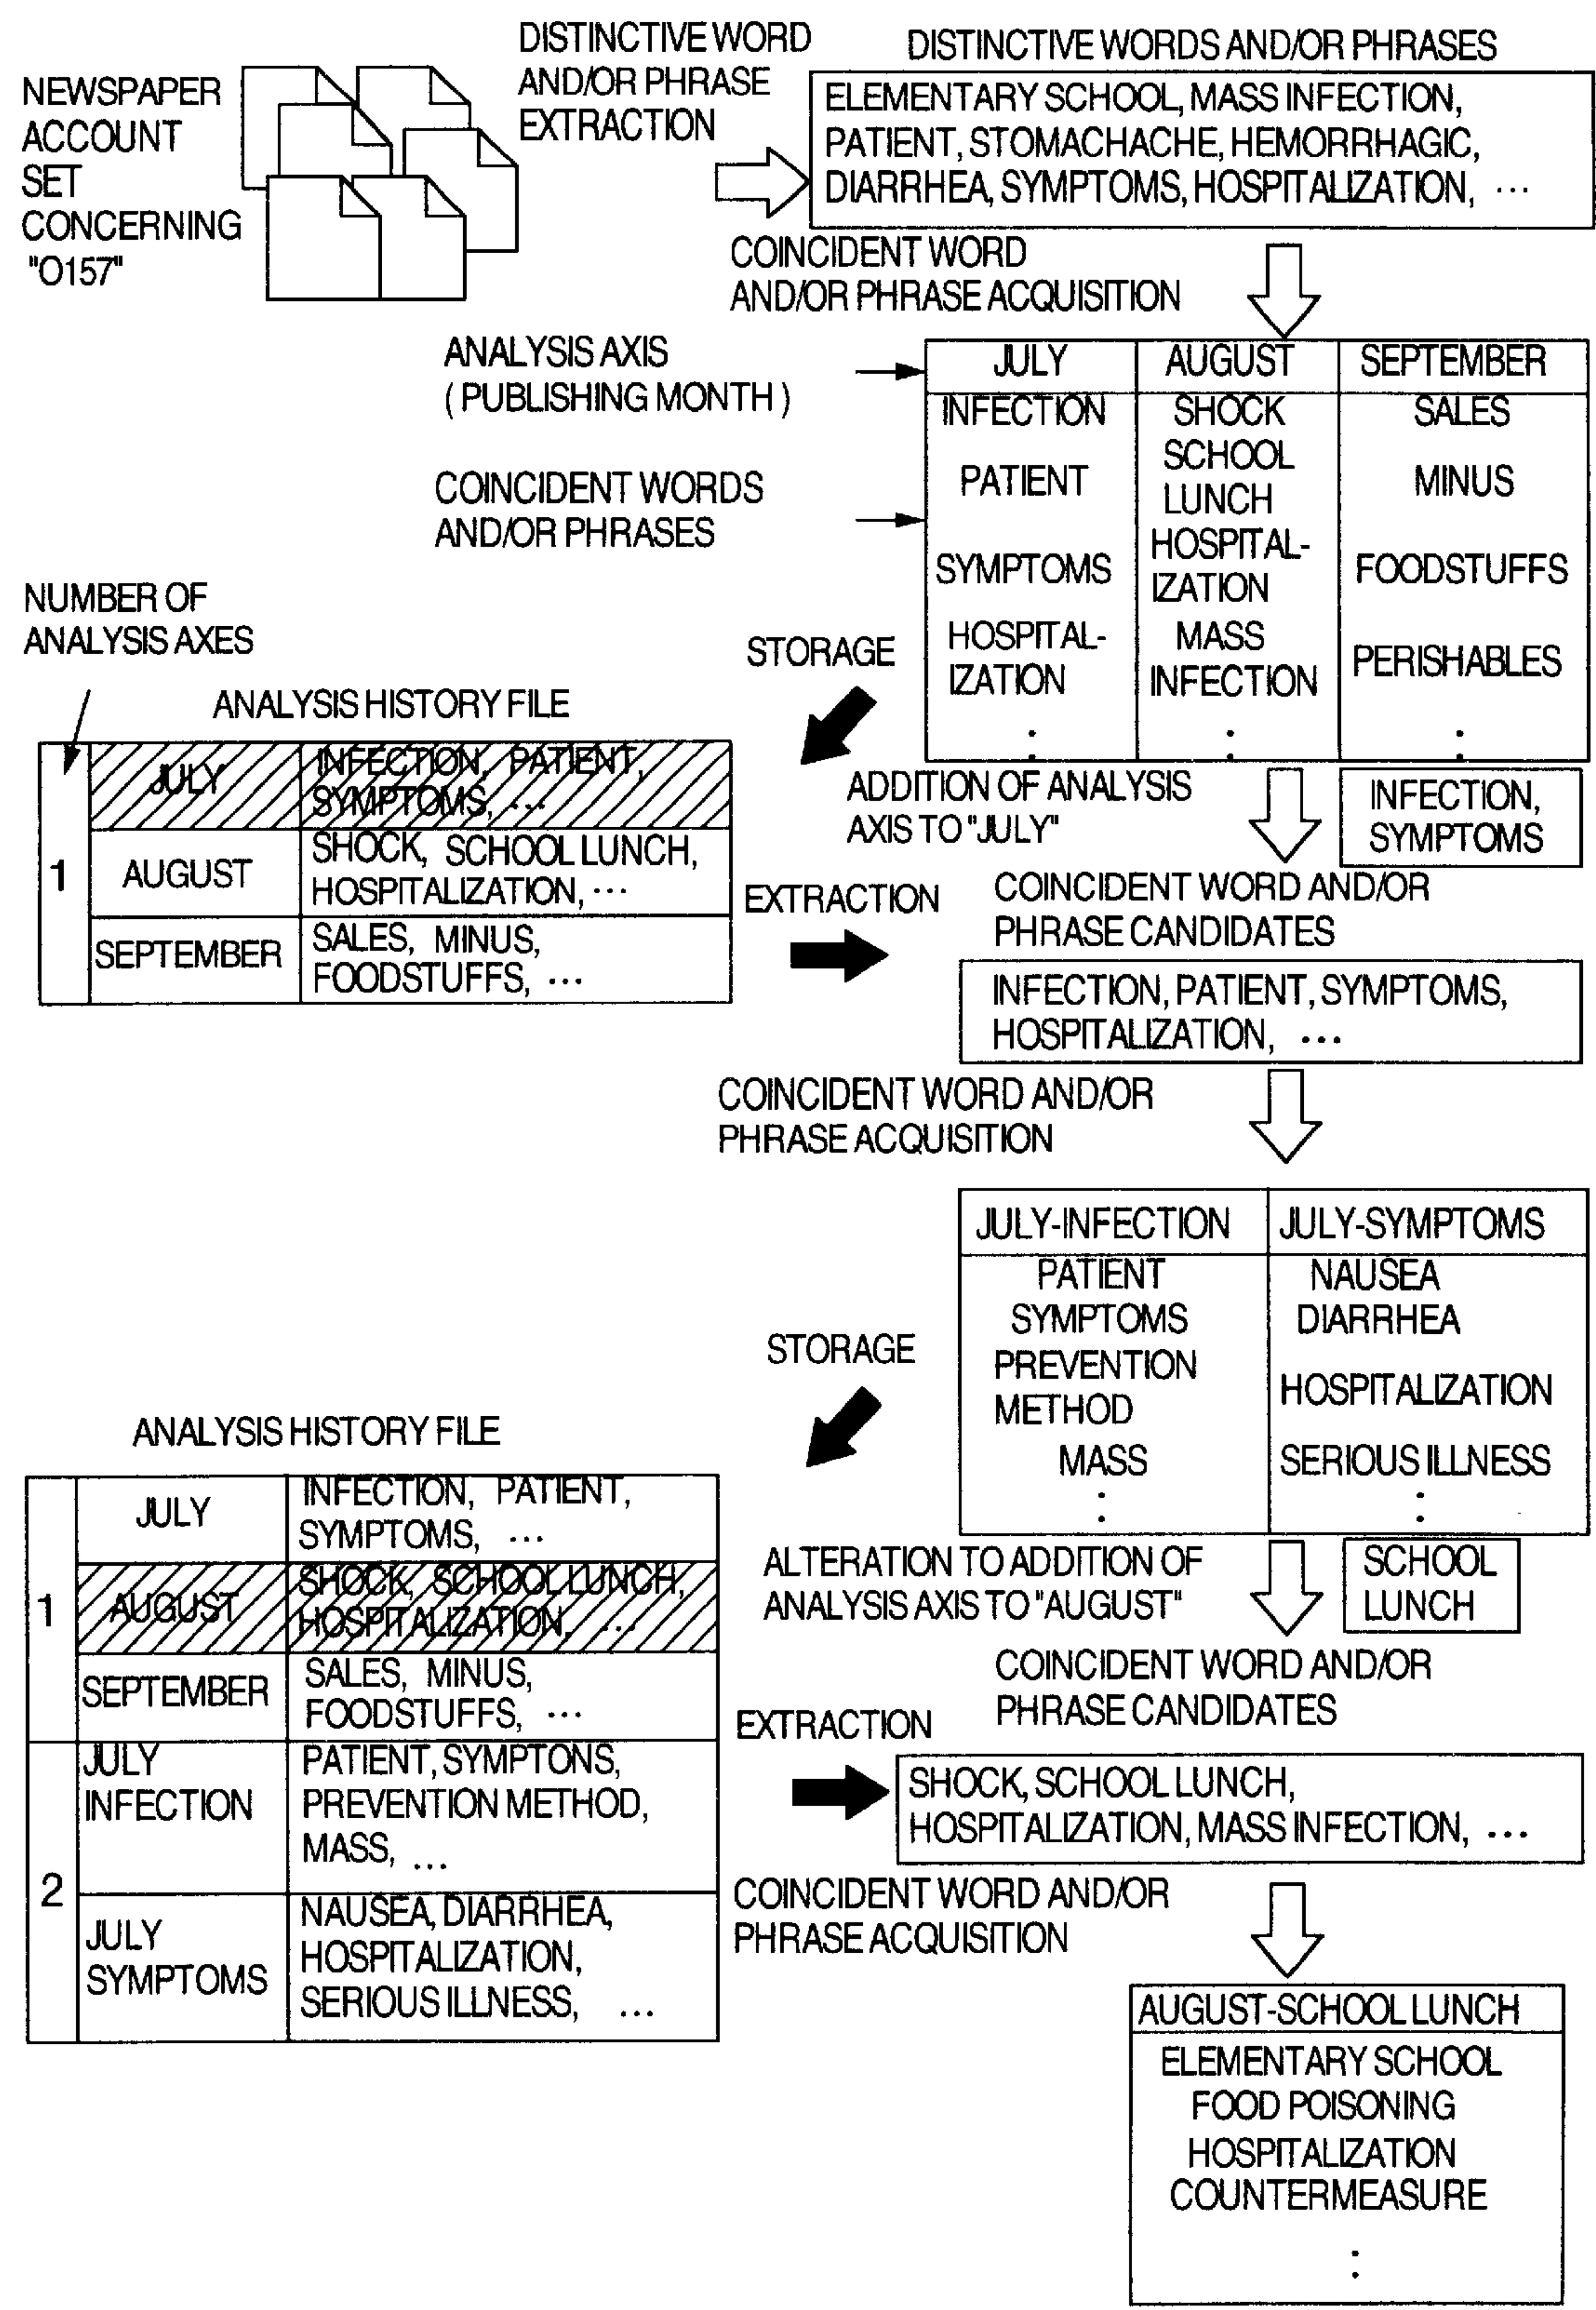 NEWSPAPER
ACCOUNT
SET
CONCERNING
"O157"
DISTINCTIVE WORD
AND/OR PHRASE
EXTRACTION
DISTINCTIVE WORDS AND/OR PHRASES
ELEMENTARY SCHOOL, MASS INFECTION,
PATIENT, STOMACHACHE, HEMORRHAGIC,
DIARRHEA, SYMPTOMS, HOSPITALIZATION, ...
COINCIDENT WORD
AND/OR PHRASE ACQUISITION
ANALYSIS AXIS
( PUBLISHING MONTH )
COINCIDENT WORDS
AND/OR PHRASES
JULY
INFECTION
PATIENT
SYMPTOMS
HOSPITAL-
IZATION
:
AUGUST
SHOCK
SCHOOL
LUNCH
HOSPITAL-
IZATION
MASS
INFECTION
:
SEPTEMBER
SALES
MINUS
FOODSTUFFS
PERISHABLES
:
NUMBER OF
ANALYSIS AXES
STORAGE
ANALYSIS HISTORY FILE
1
JULY
INFECTION, PATIENT,
SYMPTOMS, ...
AUGUST
SHOCK, SCHOOL LUNCH,
HOSPITALIZATION, ...
SEPTEMBER
SALES, MINUS,
FOODSTUFFS, ...
ADDITION OF ANALYSIS
AXIS TO "JULY"
INFECTION,
SYMPTOMS
EXTRACTION
COINCIDENT WORD AND/OR
PHRASE CANDIDATES
INFECTION, PATIENT, SYMPTOMS,
HOSPITALIZATION, ...
COINCIDENT WORD AND/OR
PHRASE ACQUISITION
JULY-INFECTION
PATIENT
SYMPTOMS
PREVENTION
METHOD
MASS
:
JULY-SYMPTOMS
NAUSEA
DIARRHEA
HOSPITALIZATION
SERIOUS ILLNESS
:
STORAGE
ANALYSIS HISTORY FILE
1
JULY
INFECTION, PATIENT,
SYMPTOMS, ...
AUGUST
SHOCK, SCHOOL LUNCH,
HOSPITALIZATION, ...
SEPTEMBER
SALES, MINUS,
FOODSTUFFS, ...
2
JULY
INFECTION
PATIENT, SYMPTONS,
PREVENTION METHOD,
MASS, ...
JULY
SYMPTOMS
NAUSEA, DIARRHEA,
HOSPITALIZATION,
SERIOUS ILLNESS, ...
ALTERATION TO ADDITION OF
ANALYSIS AXIS TO "AUGUST"
SCHOOL
LUNCH
EXTRACTION
COINCIDENT WORD AND/OR
PHRASE CANDIDATES
SHOCK, SCHOOL LUNCH,
HOSPITALIZATION, MASS INFECTION, ...
COINCIDENT WORD AND/OR
PHRASE ACQUISITION
AUGUST-SCHOOL LUNCH
ELEMENTARY SCHOOL
FOOD POISONING
HOSPITALIZATION
COUNTERMEASURE
: